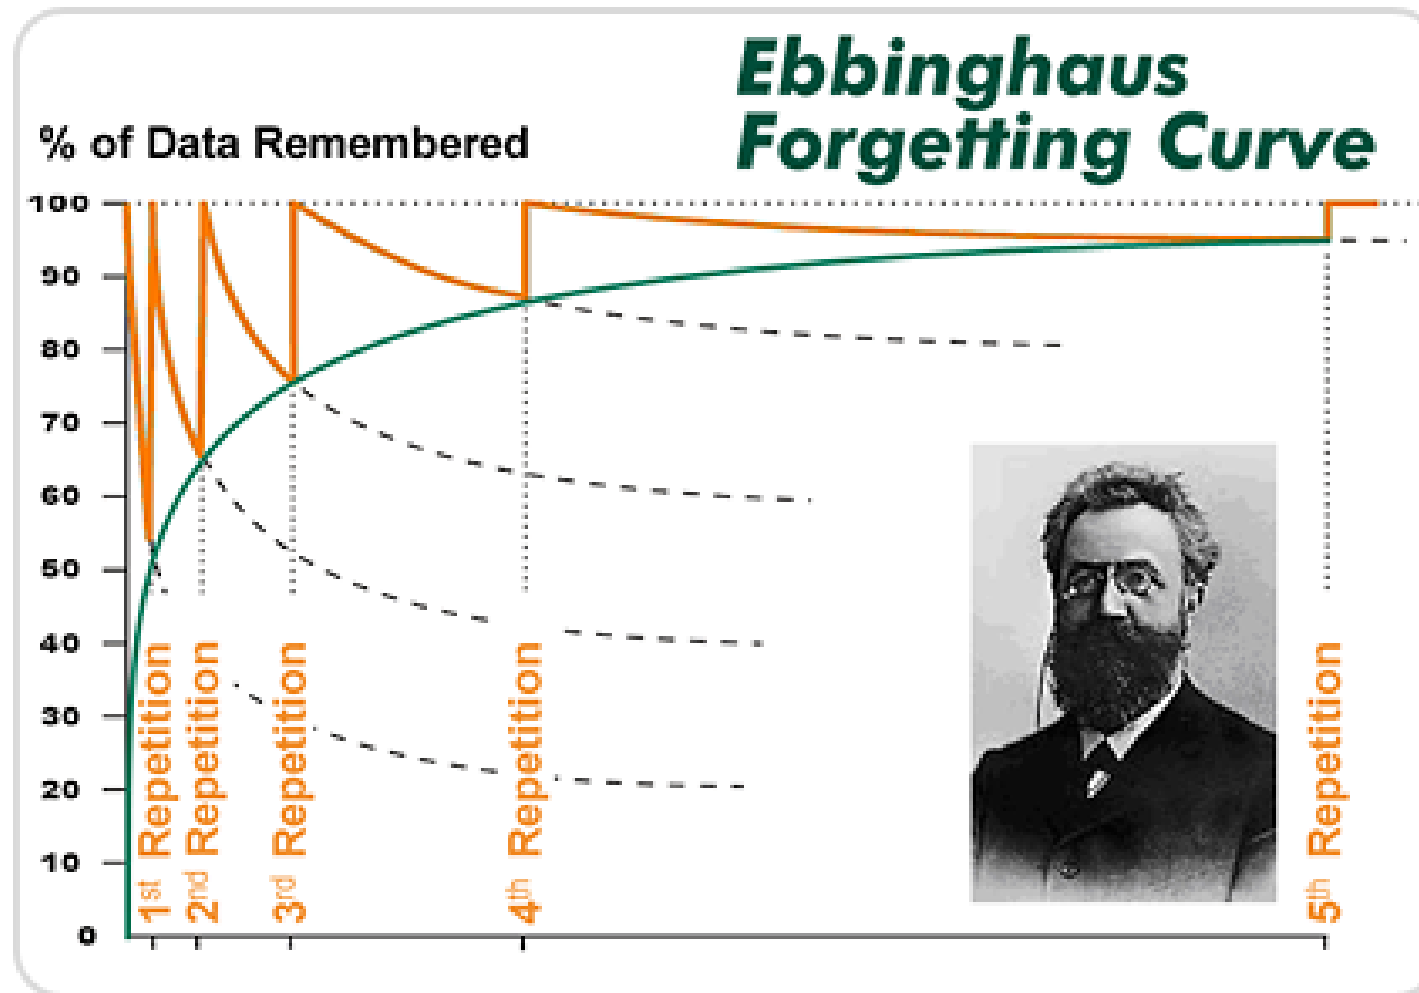 Ebbinghaus
Forgetting Curve
% of Data Remembered
100
90
80
70
60
50
40
30
20
10
0
1st Repetition
2nd Repetition
3rd Repetition
4th Repetition
5th Repetition